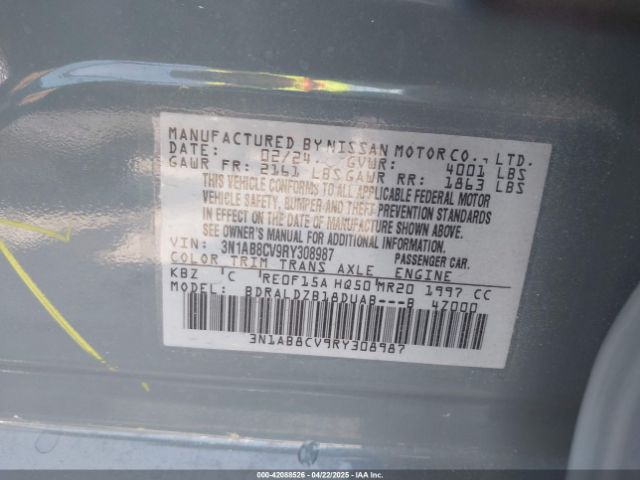 MANUFACTURED BY NISSAN MOTOR CO., LTD.
DATE: 02/24. GVWR: 4001 LBS
GAWR FR: 2161 LBS GAWR RR: 1863 LBS
THIS VEHICLE CONFORMS TO ALL APPLICABLE FEDERAL MOTOR
VEHICLE SAFETY, BUMPER AND THEFT PREVENTION STANDARDS
IN EFFECT ON THE DATE OF MANUFACTURE SHOWN ABOVE.
SEE OWNER'S MANUAL FOR ADDITIONAL INFORMATION.
VIN: 3N1AB8CV9RY308987 PASSENGER CAR.
COLOR TRIM TRANS AXLE ENGINE
KBZ 'C RE0F15A HQ50 MR20 1997 CC
MODEL: BDRALDZB18DUAB---B 4Z000
3N1AB8CV9RY308987
000-42088526 04/22/2025 IAA Inc.